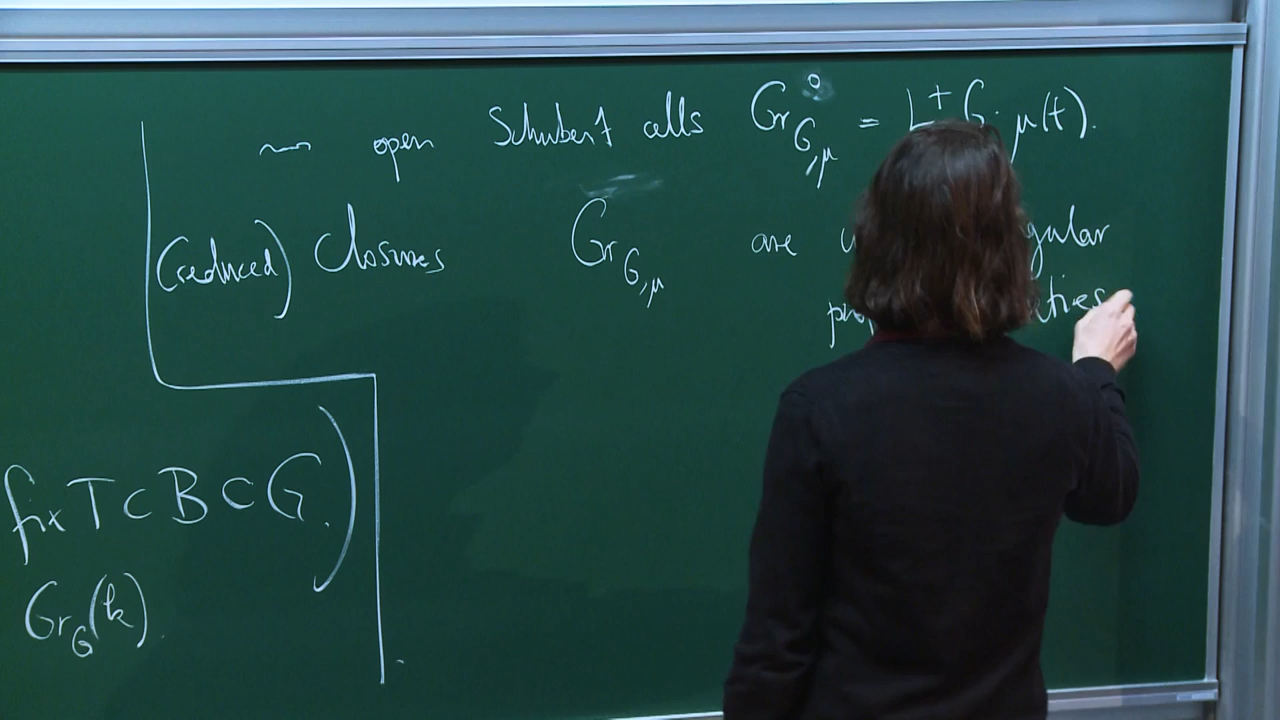 ⇝ open Schubert cells Gr°_{G,μ} = L⁺G · μ(t).
(reduced) closures Gr_{G,μ} are
fix T ⊂ B ⊂ G.)
Gr_G(k).